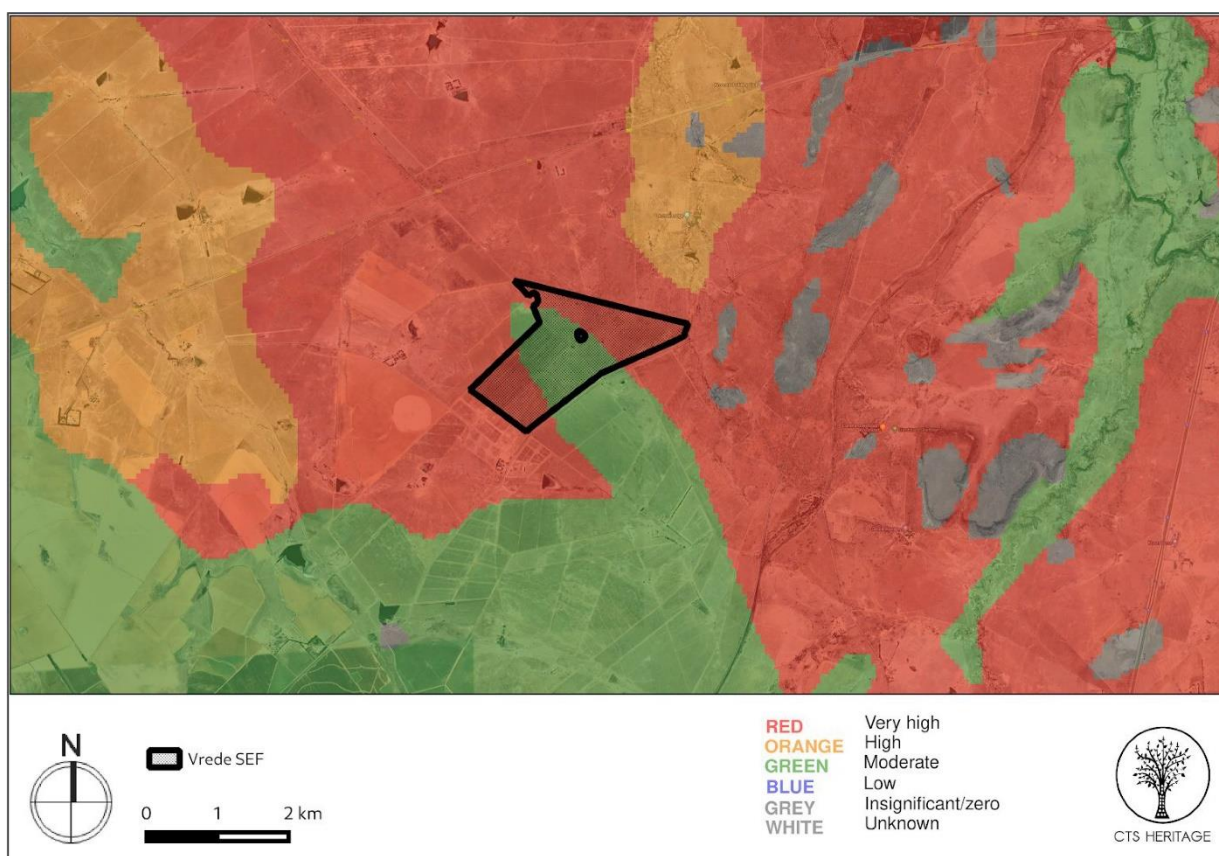 N
Vrede SEF
0 1 2 km
RED Very high
ORANGE High
GREEN Moderate
BLUE Low
GREY Insignificant/zero
WHITE Unknown
CTS HERITAGE